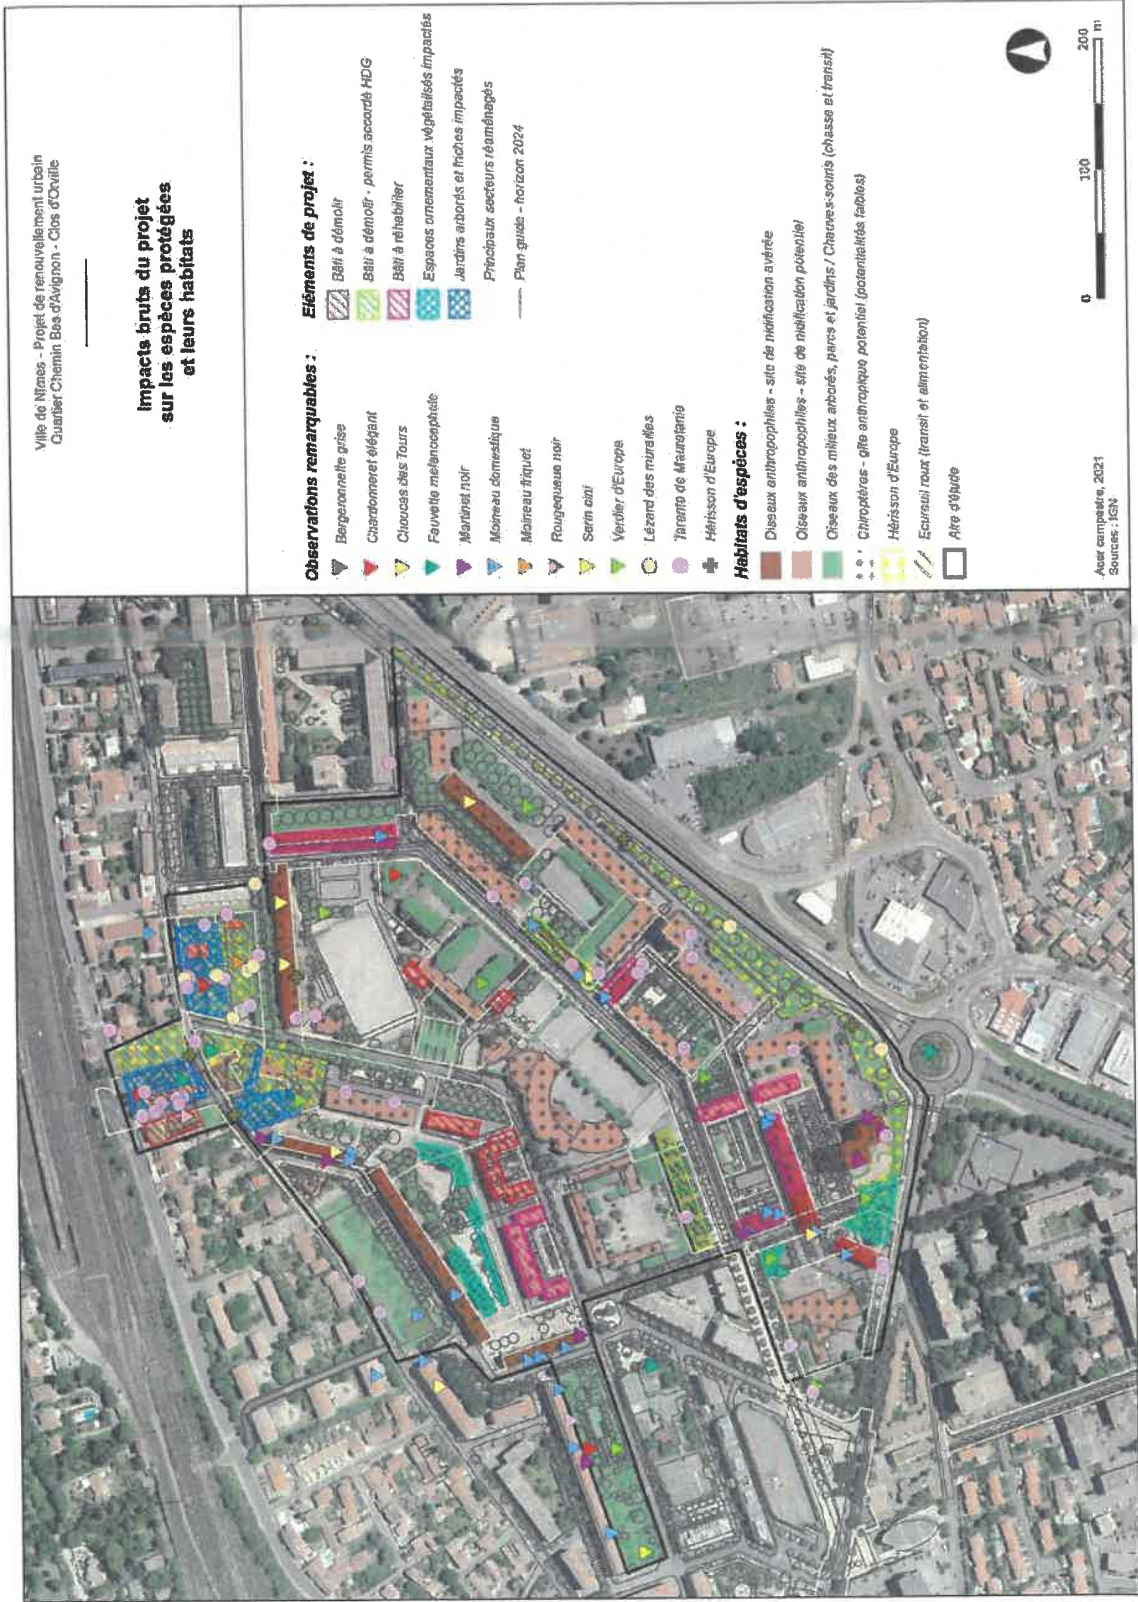 Ville de Nîmes - Projet de renouvellement urbain
Quartier Chemin Bas d'Avignon - Clos d'Orville
Impacts bruts du projet
sur les espèces protégées
et leurs habitats
Observations remarquables :
Bergeronnette grise
Chardonneret élégant
Choucas des Tours
Fauvette mélanocéphale
Martinet noir
Moineau domestique
Moineau friquet
Rougequeue noir
Serin cini
Verdier d'Europe
Lézard des murailles
Tarente de Maurétanie
Hérisson d'Europe
Habitats d'espèces :
Oiseaux anthropophiles - site de nidification avérée
Oiseaux anthropophiles - site de nidification potentiel
Oiseaux des milieux arborés, parcs et jardins / Chauves-souris (chasse et transit)
Chiroptères - gîte anthropique potentiel (potentialités faibles)
Hérisson d'Europe
Ecureuil roux (transit et alimentation)
Aire d'étude
Eléments de projet :
Bâti à démolir
Bâti à démolir - permis accordé HDG
Bâti à réhabiliter
Espaces ornementaux végétalisés impactés
Jardins arborés et friches impactés
Principaux secteurs réaménagés
Plan guide - horizon 2024
0 100 200
m
Acer campestre, 2021
Sources : IGN